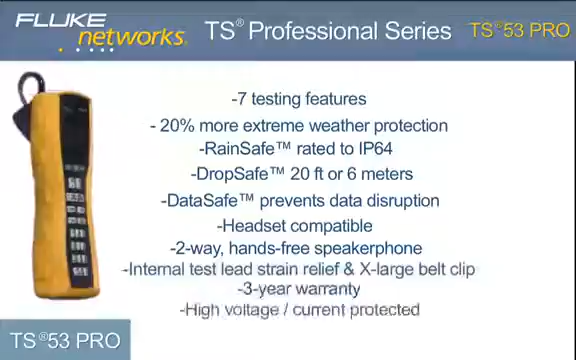 FLUKE networks®
TS® Professional Series
TS®53 PRO
-7 testing features
- 20% more extreme weather protection
-RainSafe™ rated to IP64
-DropSafe™ 20 ft or 6 meters
-DataSafe™ prevents data disruption
-Headset compatible
-2-way, hands-free speakerphone
-Internal test lead strain relief & X-large belt clip
-3-year warranty
-High voltage / current protected
TS®53 PRO